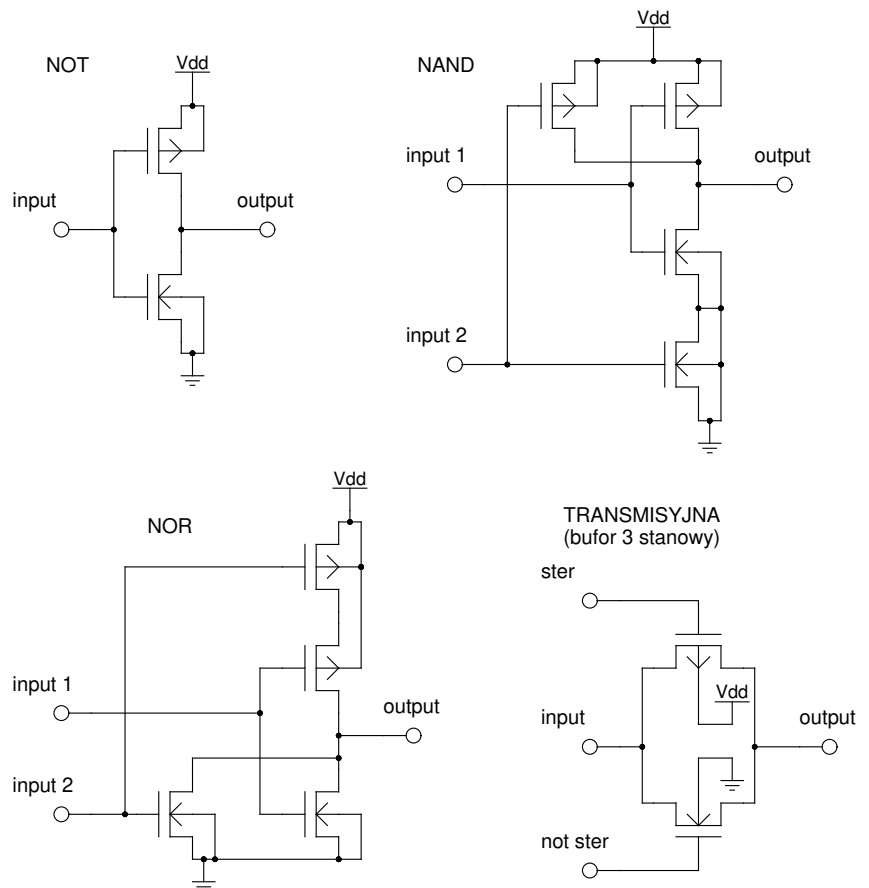 NOT
Vdd
input
output
NAND
Vdd
input 1
output
input 2
NOR
Vdd
input 1
output
input 2
TRANSMISYJNA
(bufor 3 stanowy)
ster
Vdd
input
output
not ster